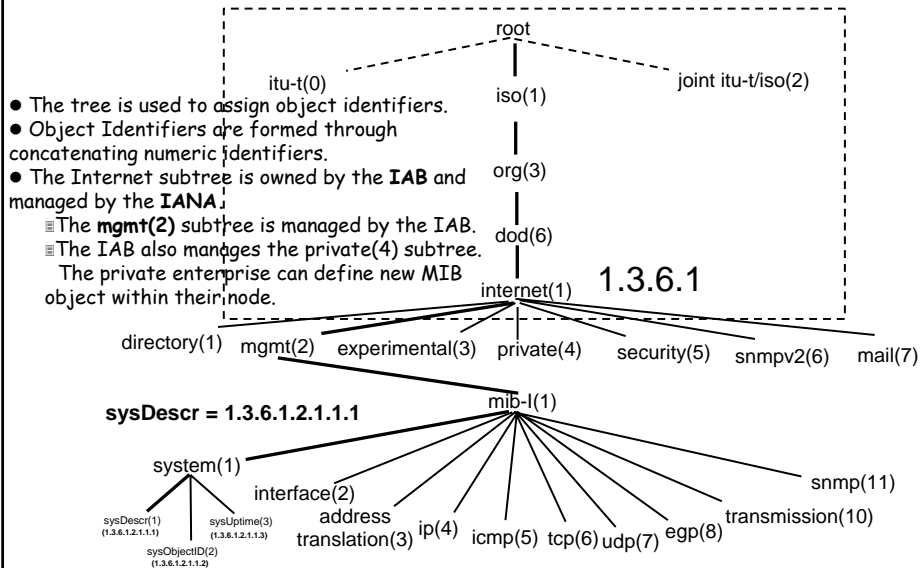 root
itu-t(0)
joint itu-t/iso(2)
iso(1)
● The tree is used to assign object identifiers.
● Object Identifiers are formed through
concatenating numeric identifiers.
org(3)
● The Internet subtree is owned by the IAB and
managed by the IANA.
The mgmt(2) subtree is managed by the IAB.
dod(6)
The IAB also manages the private(4) subtree.
The private enterprise can define new MIB
object within their node.
internet(1)
1.3.6.1
directory(1)
mgmt(2)
experimental(3)
private(4)
security(5)
snmpv2(6)
mail(7)
sysDescr = 1.3.6.1.2.1.1.1
mib-I(1)
system(1)
interface(2)
address
translation(3)
ip(4)
icmp(5)
tcp(6)
udp(7)
egp(8)
transmission(10)
snmp(11)
sysDescr(1)
(1.3.6.1.2.1.1.1)
sysUptime(3)
(1.3.6.1.2.1.1.3)
sysObjectID(2)
(1.3.6.1.2.1.1.2)